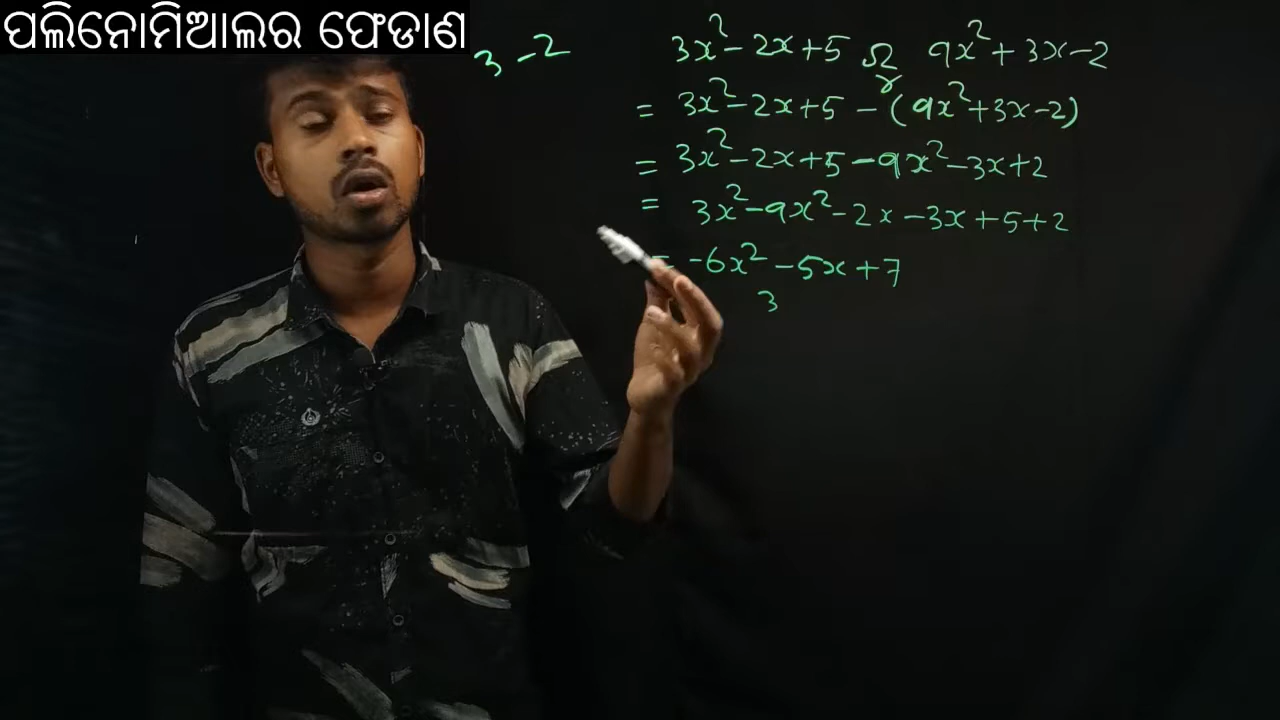 ପଲିନୋମିଆଲର ଫେଡାଣ
3 - 2
3x² - 2x + 5 ରୁ 9x² + 3x - 2
= 3x² - 2x + 5 - (9x² + 3x - 2)
= 3x² - 2x + 5 - 9x² - 3x + 2
= 3x² - 9x² - 2x - 3x + 5 + 2
= -6x² - 5x + 7
3